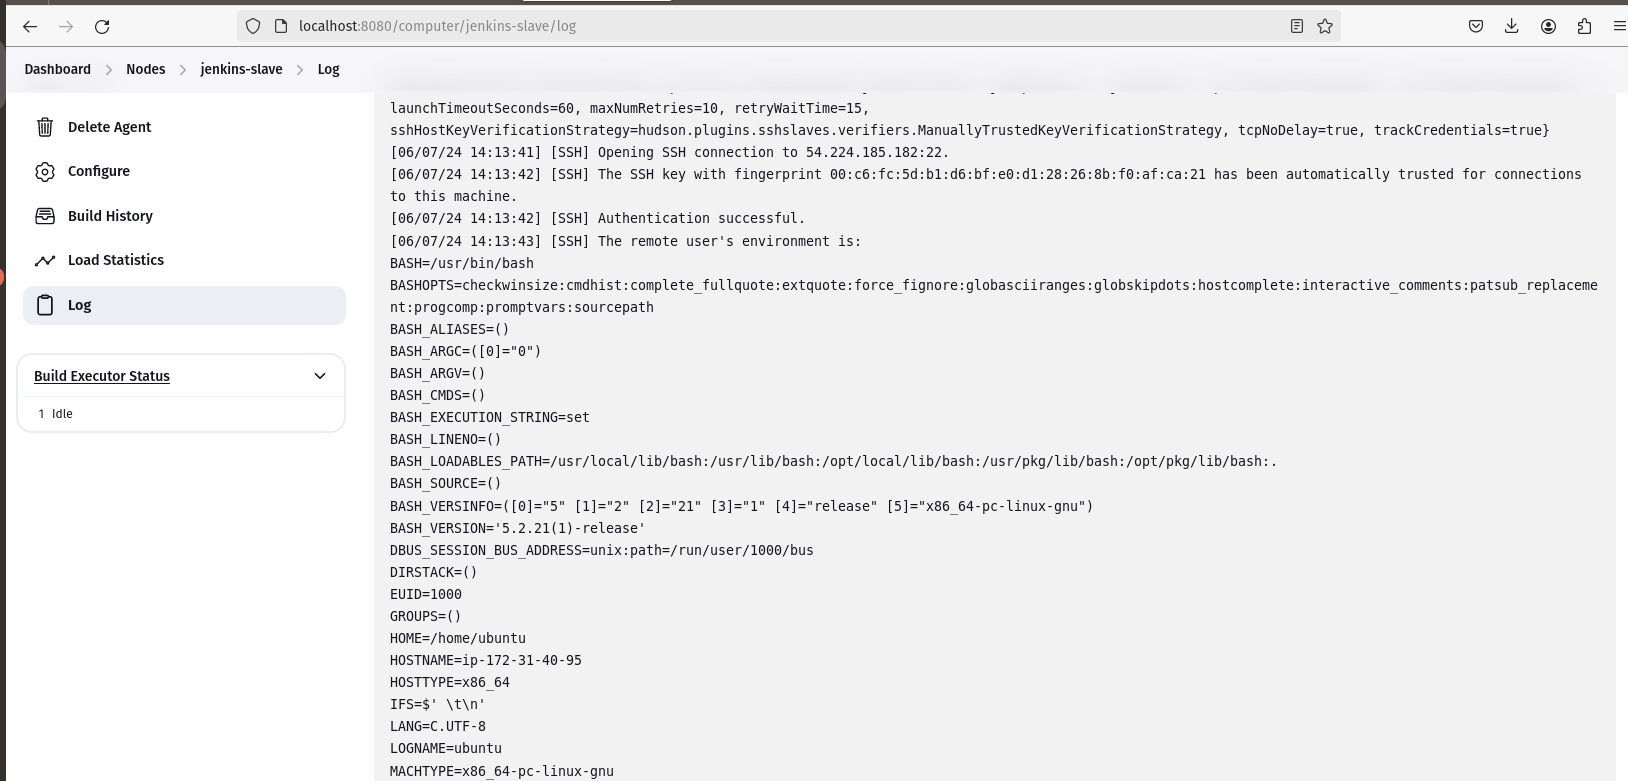 localhost:8080/computer/jenkins-slave/log
Dashboard > Nodes > jenkins-slave > Log
Delete Agent
Configure
Build History
Load Statistics
Log
Build Executor Status
1 Idle
launchTimeoutSeconds=60, maxNumRetries=10, retryWaitTime=15,
sshHostKeyVerificationStrategy=hudson.plugins.sshslaves.verifiers.ManuallyTrustedKeyVerificationStrategy, tcpNoDelay=true, trackCredentials=true}
[06/07/24 14:13:41] [SSH] Opening SSH connection to 54.224.185.182:22.
[06/07/24 14:13:42] [SSH] The SSH key with fingerprint 00:c6:fc:5d:b1:d6:bf:e0:d1:28:26:8b:f0:af:ca:21 has been automatically trusted for connections
to this machine.
[06/07/24 14:13:42] [SSH] Authentication successful.
[06/07/24 14:13:43] [SSH] The remote user's environment is:
BASH=/usr/bin/bash
BASHOPTS=checkwinsize:cmdhist:complete_fullquote:extquote:force_fignore:globasciiranges:globskipdots:hostcomplete:interactive_comments:patsub_replaceme
nt:progcomp:promptvars:sourcepath
BASH_ALIASES=()
BASH_ARGC=([0]="0")
BASH_ARGV=()
BASH_CMDS=()
BASH_EXECUTION_STRING=set
BASH_LINENO=()
BASH_LOADABLES_PATH=/usr/local/lib/bash:/usr/lib/bash:/opt/local/lib/bash:/usr/pkg/lib/bash:/opt/pkg/lib/bash:.
BASH_SOURCE=()
BASH_VERSINFO=([0]="5" [1]="2" [2]="21" [3]="1" [4]="release" [5]="x86_64-pc-linux-gnu")
BASH_VERSION='5.2.21(1)-release'
DBUS_SESSION_BUS_ADDRESS=unix:path=/run/user/1000/bus
DIRSTACK=()
EUID=1000
GROUPS=()
HOME=/home/ubuntu
HOSTNAME=ip-172-31-40-95
HOSTTYPE=x86_64
IFS=$' \t\n'
LANG=C.UTF-8
LOGNAME=ubuntu
MACHTYPE=x86_64-pc-linux-gnu